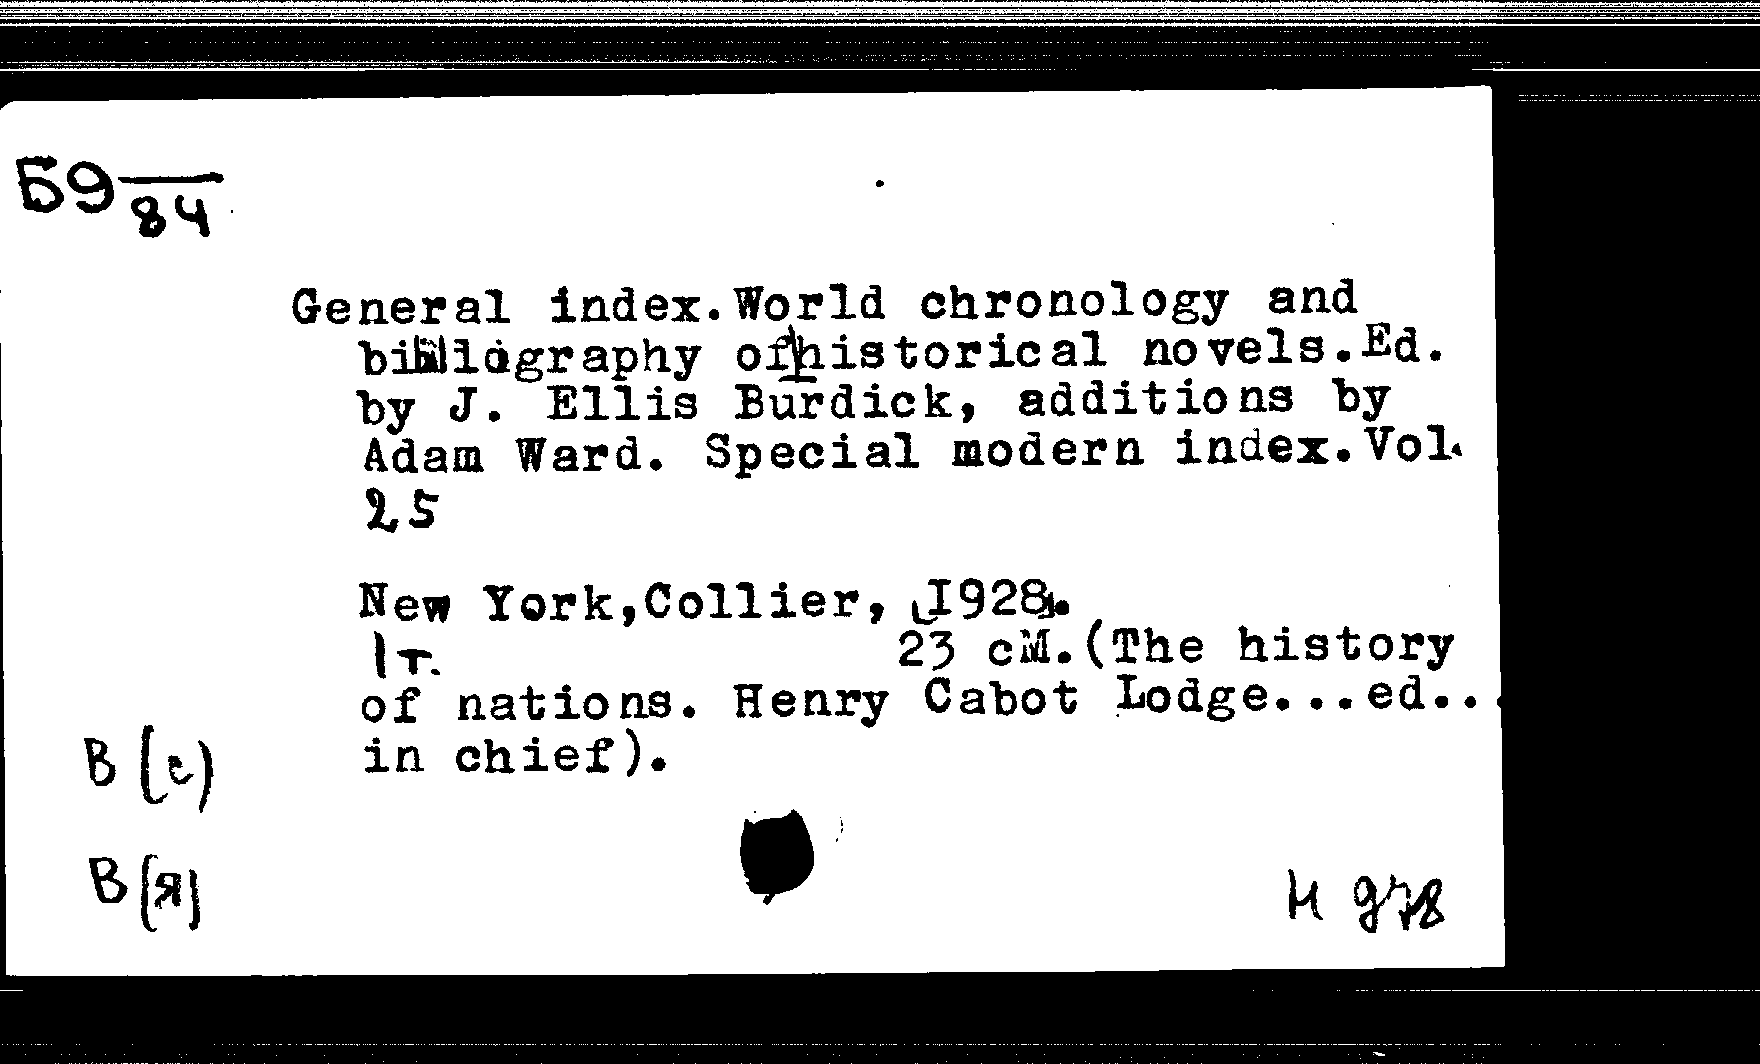 Б9 84
General index.World chronology and
bibliography of historical novels.Ed.
by J. Ellis Burdick, additions by
Adam Ward. Special modern index.Vol.
25
New York,Collier, 1928.
1т. 23 см.(The history
of nations. Henry Cabot Lodge...ed...
in chief).
В(с)
В(я)
И 978